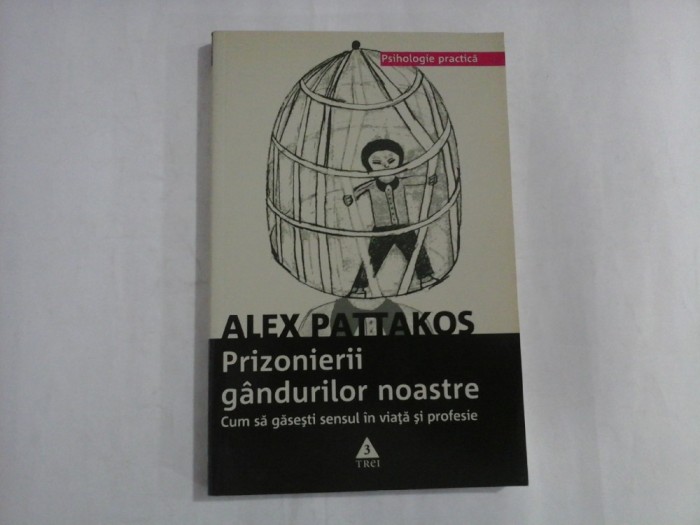 Psihologie practică
ALEX PATTAKOS
Prizonierii
gândurilor noastre
Cum să găsești sensul în viață și profesie
3
TREI